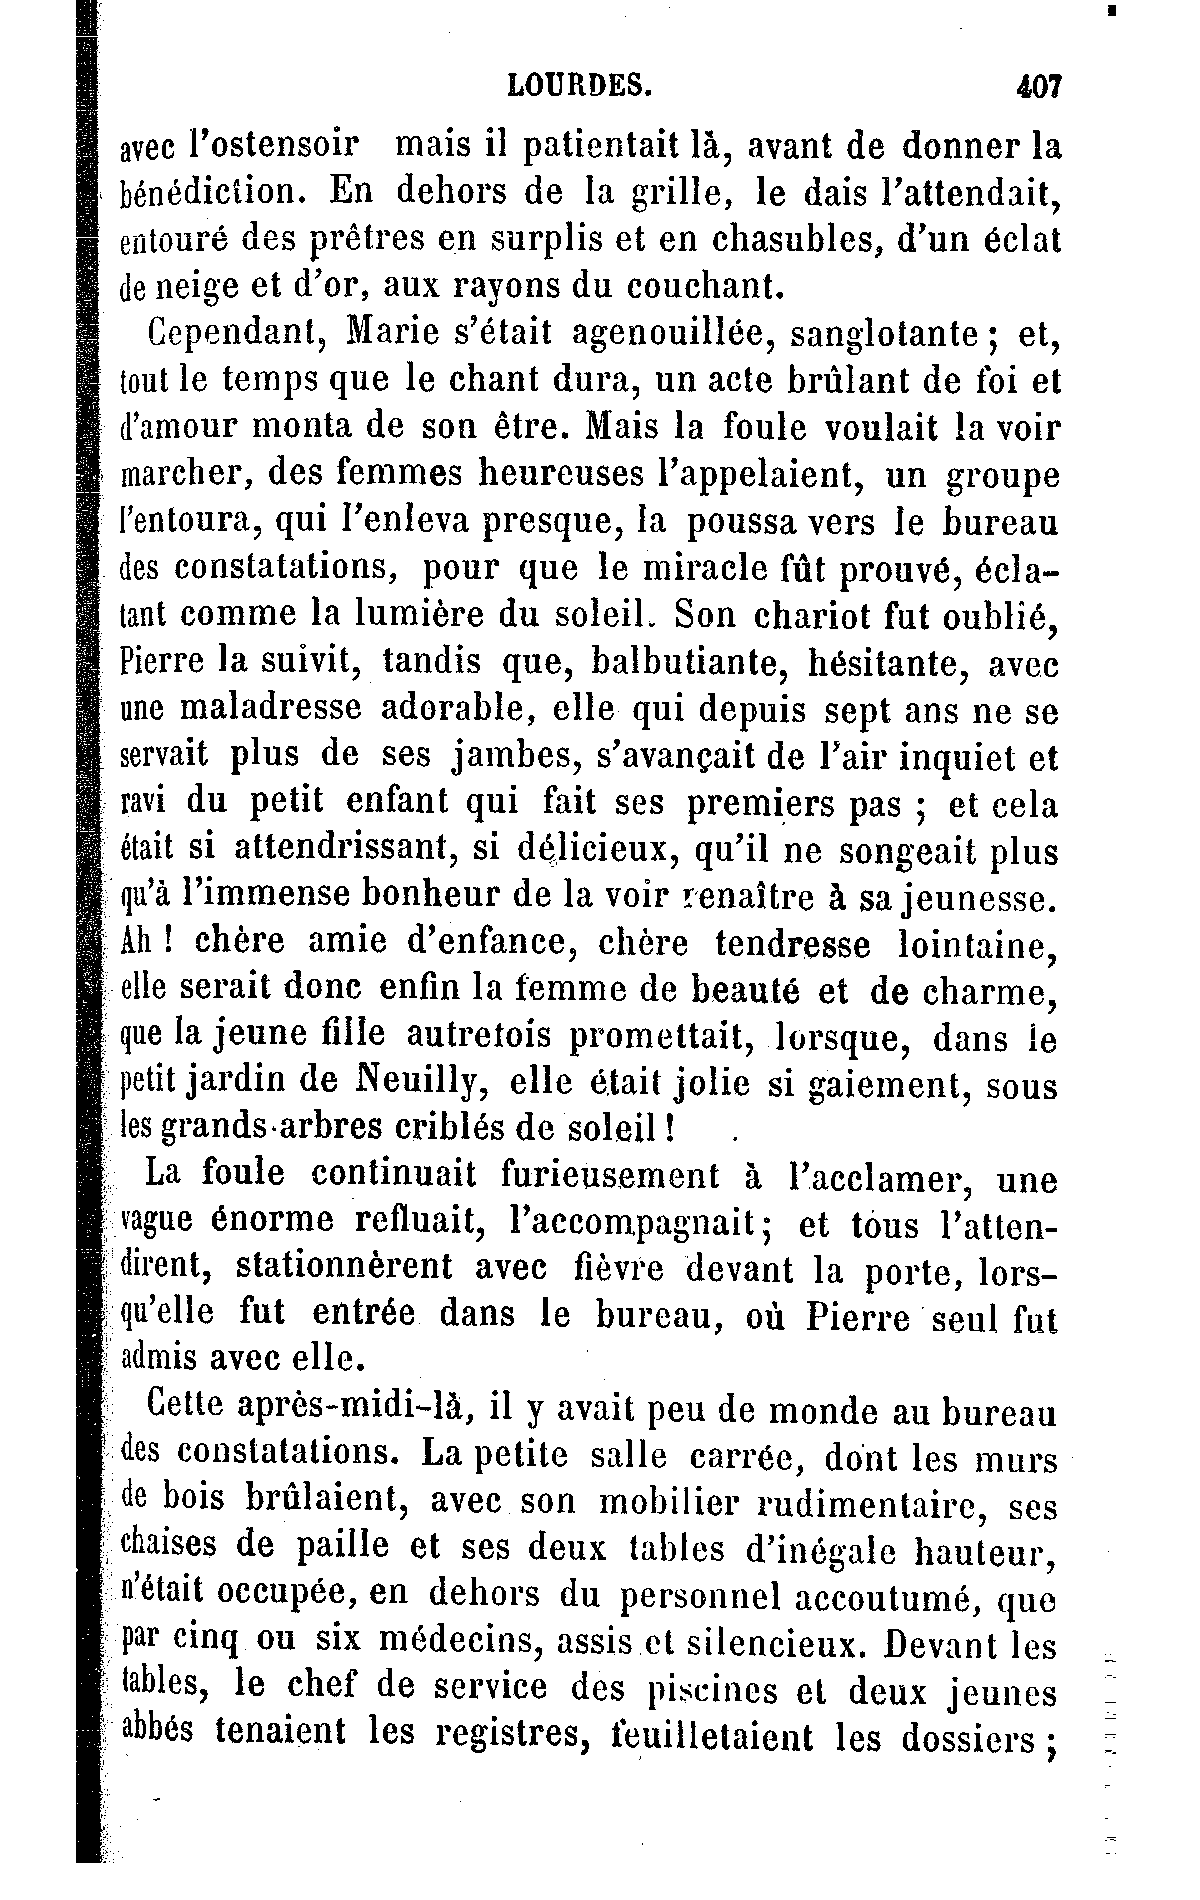 LOURDES. 407
avec l'ostensoir mais il patientait là, avant de donner la
bénédiction. En dehors de la grille, le dais l'attendait,
entouré des prêtres en surplis et en chasubles, d'un éclat
de neige et d'or, aux rayons du couchant.
Cependant, Marie s'était agenouillée, sanglotante ; et,
tout le temps que le chant dura, un acte brûlant de foi et
d'amour monta de son être. Mais la foule voulait la voir
marcher, des femmes heureuses l'appelaient, un groupe
l'entoura, qui l'enleva presque, la poussa vers le bureau
des constatations, pour que le miracle fût prouvé, écla-
tant comme la lumière du soleil. Son chariot fut oublié,
Pierre la suivit, tandis que, balbutiante, hésitante, avec
une maladresse adorable, elle qui depuis sept ans ne se
servait plus de ses jambes, s'avançait de l'air inquiet et
ravi du petit enfant qui fait ses premiers pas ; et cela
était si attendrissant, si délicieux, qu'il ne songeait plus
qu'à l'immense bonheur de la voir renaître à sa jeunesse.
Ah ! chère amie d'enfance, chère tendresse lointaine,
elle serait donc enfin la femme de beauté et de charme,
que la jeune fille autrefois promettait, lorsque, dans le
petit jardin de Neuilly, elle était jolie si gaiement, sous
les grands arbres criblés de soleil !
La foule continuait furieusement à l'acclamer, une
vague énorme refluait, l'accompagnait ; et tous l'atten-
dirent, stationnèrent avec fièvre devant la porte, lors-
qu'elle fut entrée dans le bureau, où Pierre seul fut
admis avec elle.
Cette après-midi-là, il y avait peu de monde au bureau
des constatations. La petite salle carrée, dont les murs
de bois brûlaient, avec son mobilier rudimentaire, ses
chaises de paille et ses deux tables d'inégale hauteur,
n'était occupée, en dehors du personnel accoutumé, que
par cinq ou six médecins, assis et silencieux. Devant les
tables, le chef de service des piscines et deux jeunes
abbés tenaient les registres, feuilletaient les dossiers ;